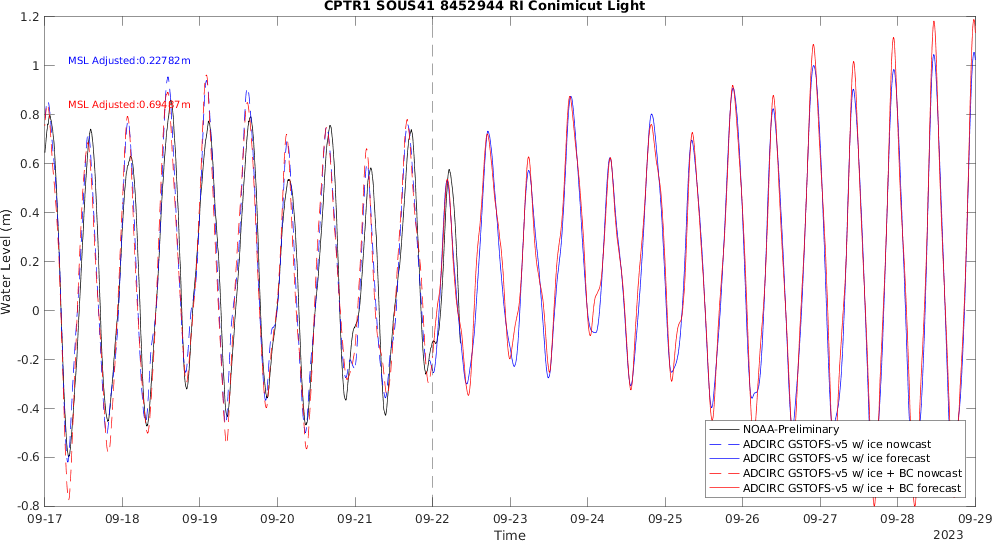 CPTR1 SOUS41 8452944 RI Conimicut Light
MSL Adjusted:0.22782m
MSL Adjusted:0.69487m
Water Level (m)
1.2
1
0.8
0.6
0.4
0.2
0
-0.2
-0.4
-0.6
-0.8
NOAA-Preliminary
ADCIRC GSTOFS-v5 w/ ice nowcast
ADCIRC GSTOFS-v5 w/ ice forecast
ADCIRC GSTOFS-v5 w/ ice + BC nowcast
ADCIRC GSTOFS-v5 w/ ice + BC forecast
09-17 09-18 09-19 09-20 09-21 09-22 09-23 09-24 09-25 09-26 09-27 09-28 09-29
Time
2023